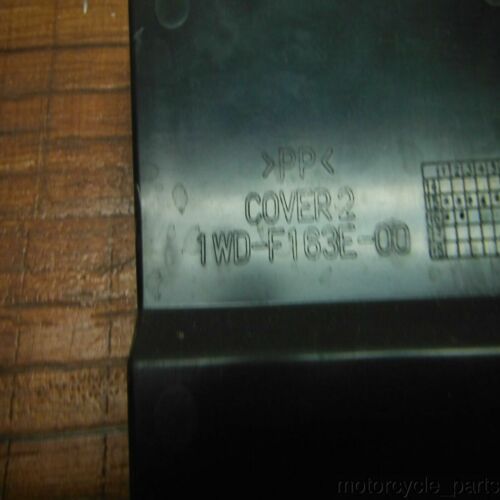 >PP<
COVER 2
1WD-F163E-00
motorcycle_parts